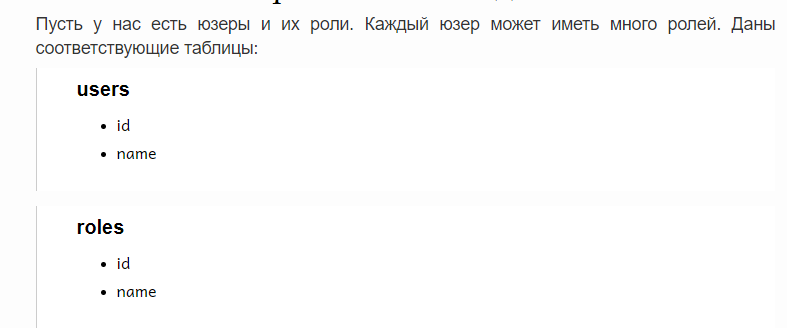 Пусть у нас есть юзеры и их роли. Каждый юзер может иметь много ролей. Даны
соответствующие таблицы:
users
• id
• name
roles
• id
• name